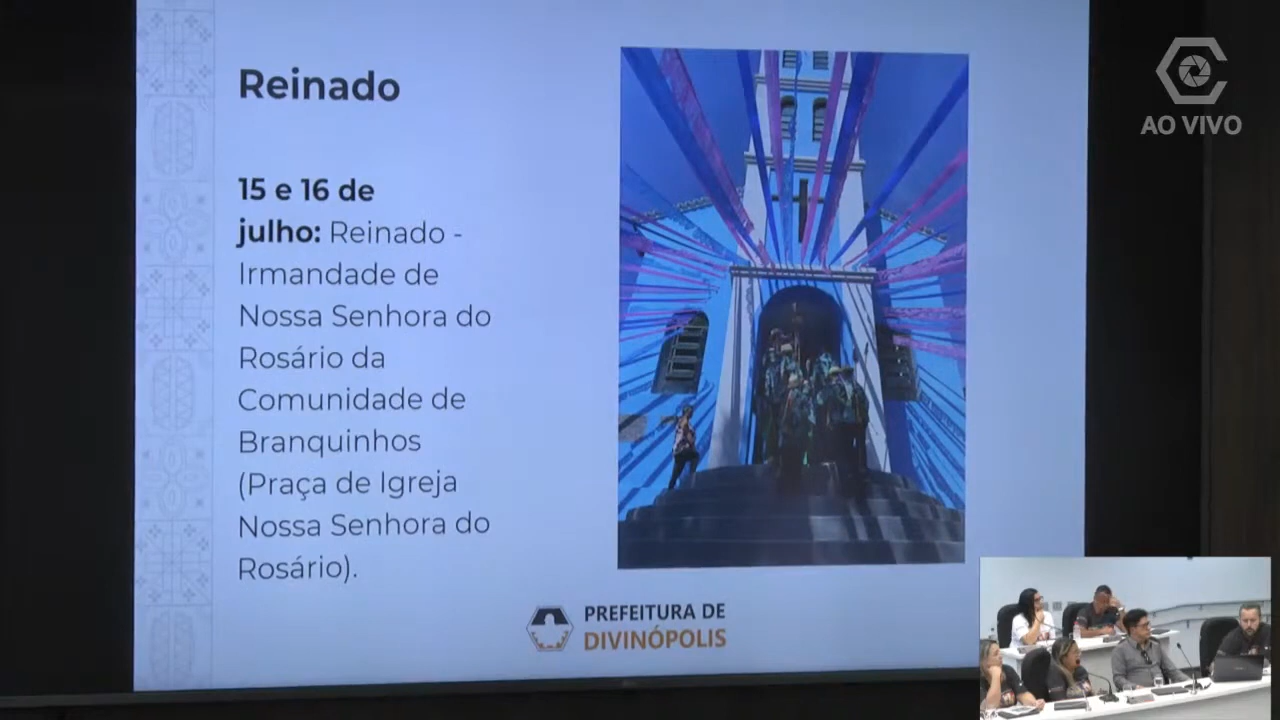 Reinado
15 e 16 de
julho: Reinado -
Irmandade de
Nossa Senhora do
Rosário da
Comunidade de
Branquinhos
(Praça de Igreja
Nossa Senhora do
Rosário).
PREFEITURA DE
DIVINÓPOLIS
AO VIVO